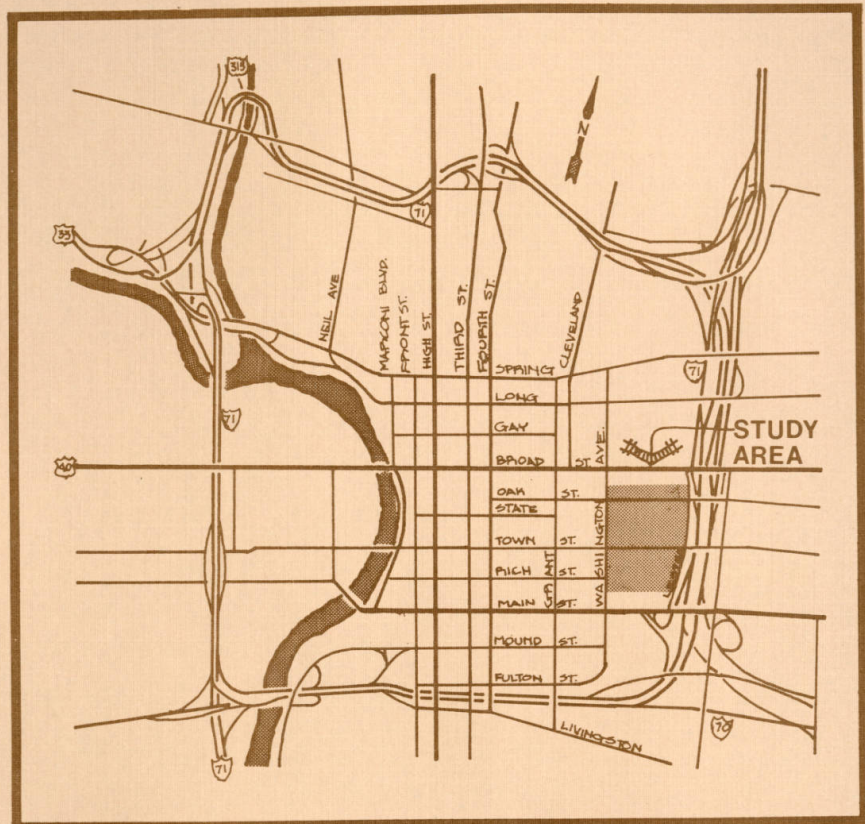 315
N
71
33
NEIL AVE
MARCONI BLVD.
FRONT ST.
HIGH ST.
THIRD ST.
FOURTH ST.
CLEVELAND
SPRING
71
LONG
71
GAY
STUDY
AREA
40
BROAD ST.
AVE.
OAK ST.
STATE
TOWN ST.
RICH ST.
GRANT
WASHINGTON
MAIN ST.
MOUND ST.
FULTON ST.
LIVINGSTON
70
71